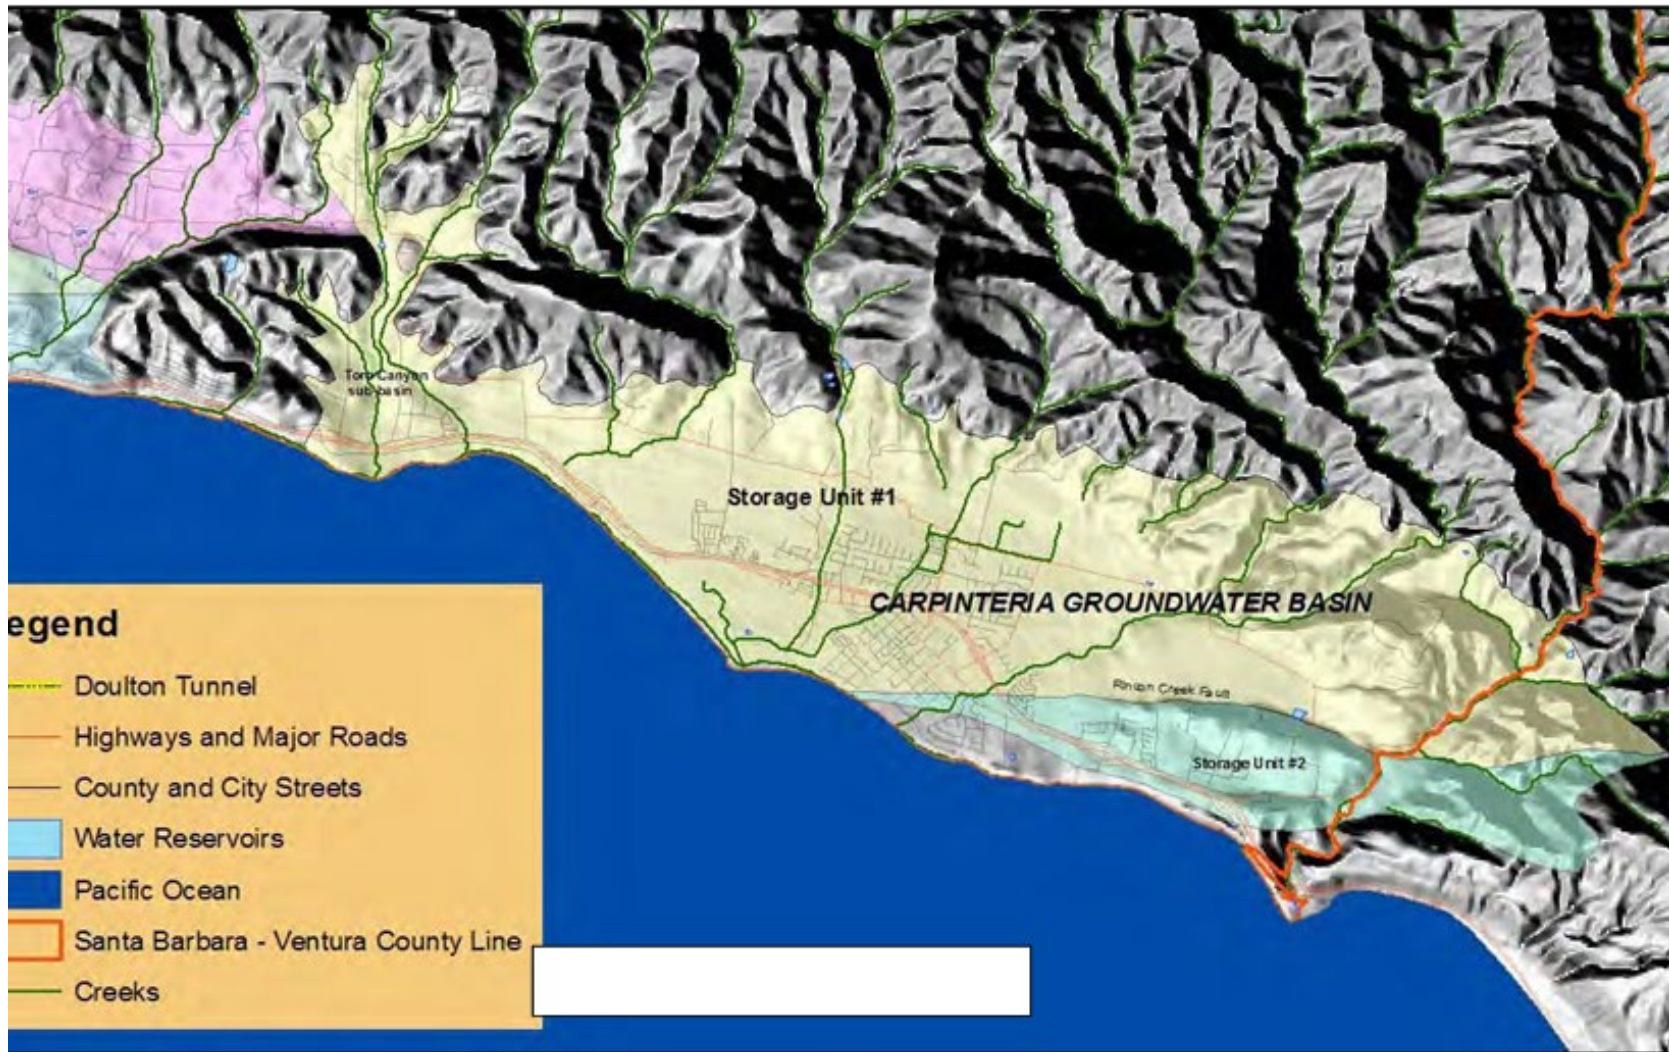 Toro Canyon
sub-basin
Storage Unit #1
CARPINTERIA GROUNDWATER BASIN
Rincon Creek Fault
Storage Unit #2
egend
Doulton Tunnel
Highways and Major Roads
County and City Streets
Water Reservoirs
Pacific Ocean
Santa Barbara - Ventura County Line
Creeks